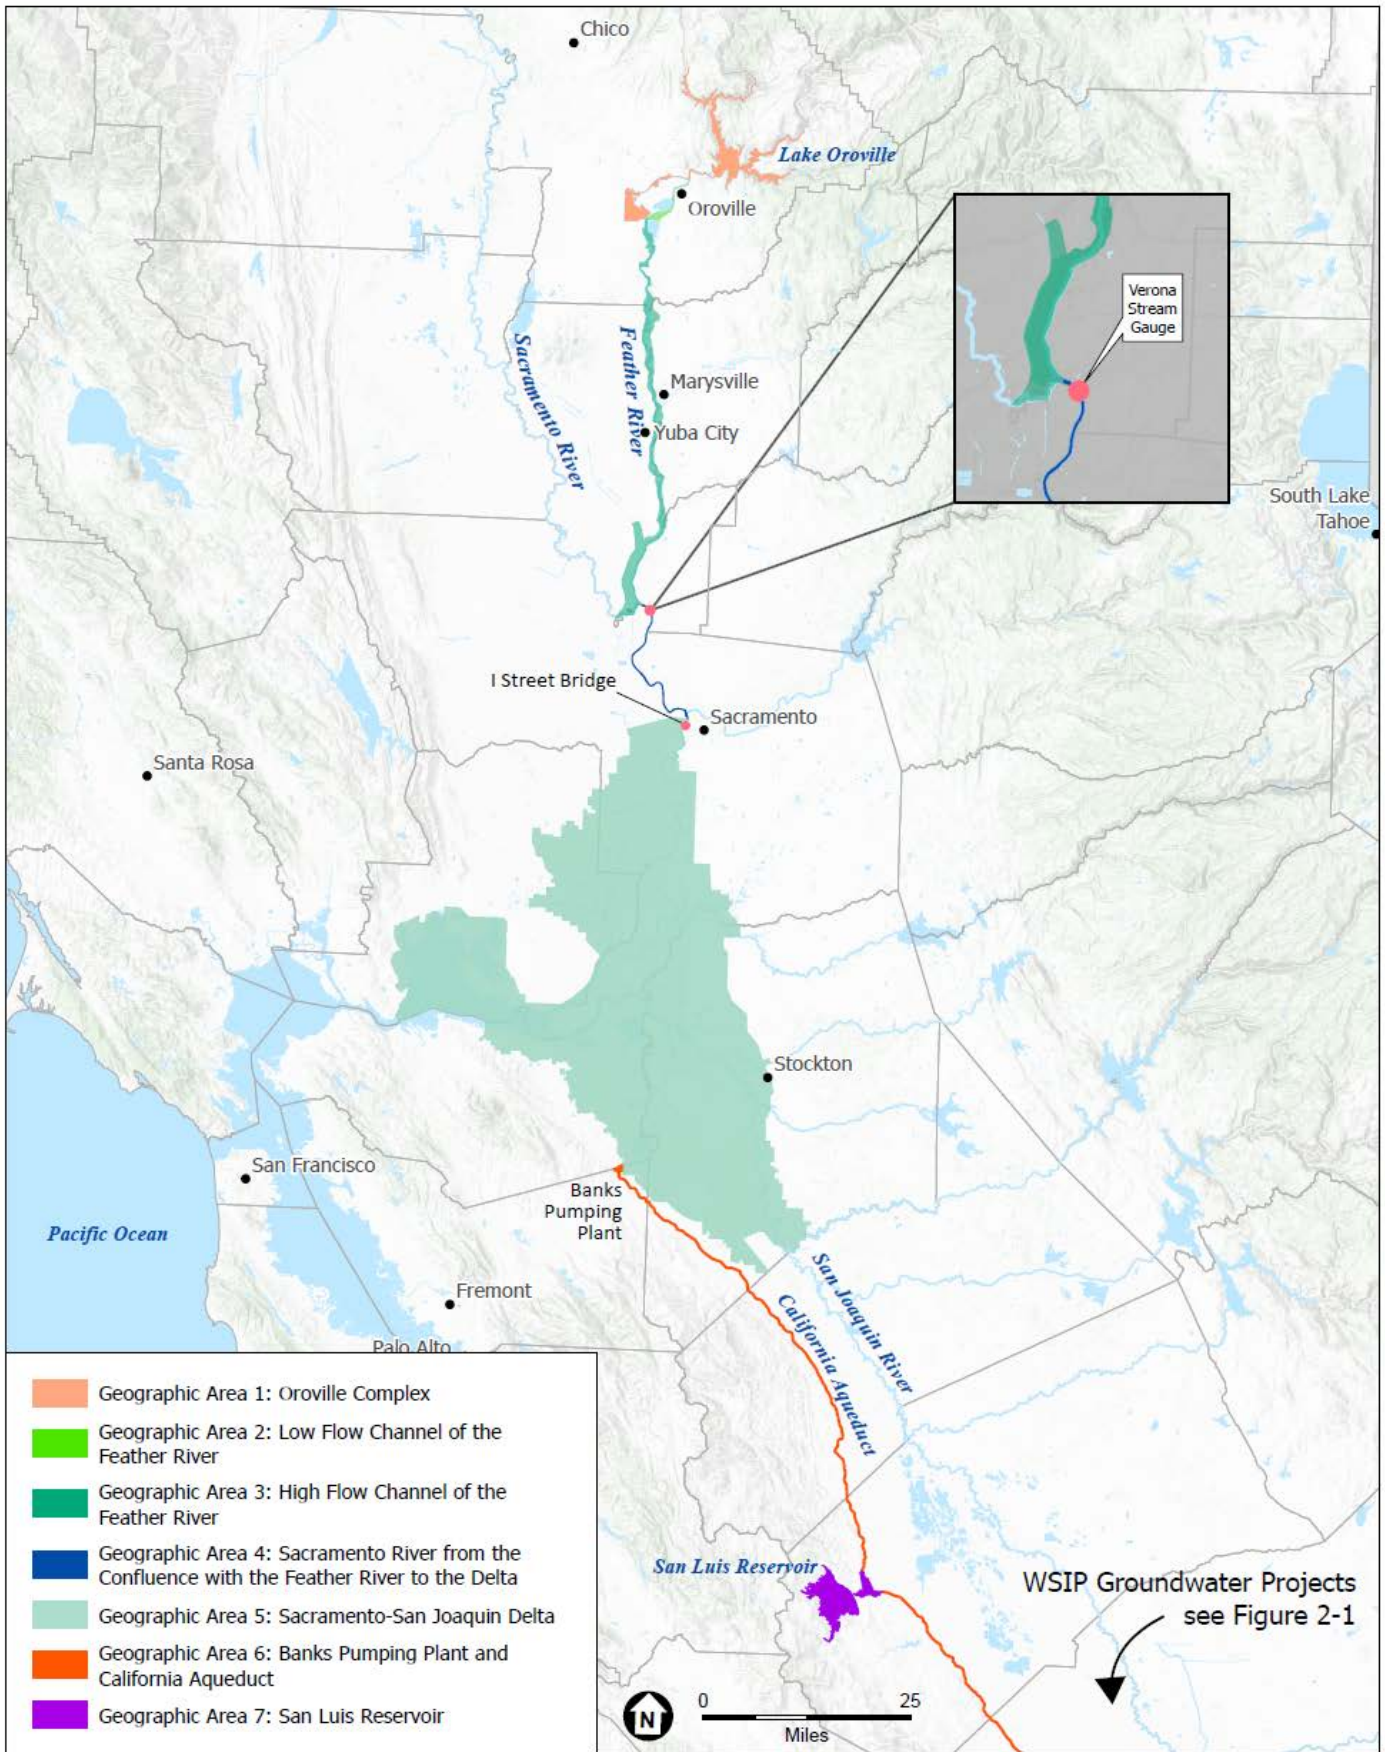 Chico
Lake Oroville
Oroville
Verona
Stream
Gauge
Sacramento River
Feather River
Marysville
Yuba City
South Lake
Tahoe
I Street Bridge
Sacramento
Santa Rosa
Stockton
San Francisco
Banks
Pumping
Plant
Pacific Ocean
San Joaquin River
California Aqueduct
Fremont
Palo Alto
Geographic Area 1: Oroville Complex
Geographic Area 2: Low Flow Channel of the
Feather River
Geographic Area 3: High Flow Channel of the
Feather River
Geographic Area 4: Sacramento River from the
Confluence with the Feather River to the Delta
Geographic Area 5: Sacramento-San Joaquin Delta
Geographic Area 6: Banks Pumping Plant and
California Aqueduct
Geographic Area 7: San Luis Reservoir
San Luis Reservoir
WSIP Groundwater Projects
see Figure 2-1
N
0 25
Miles